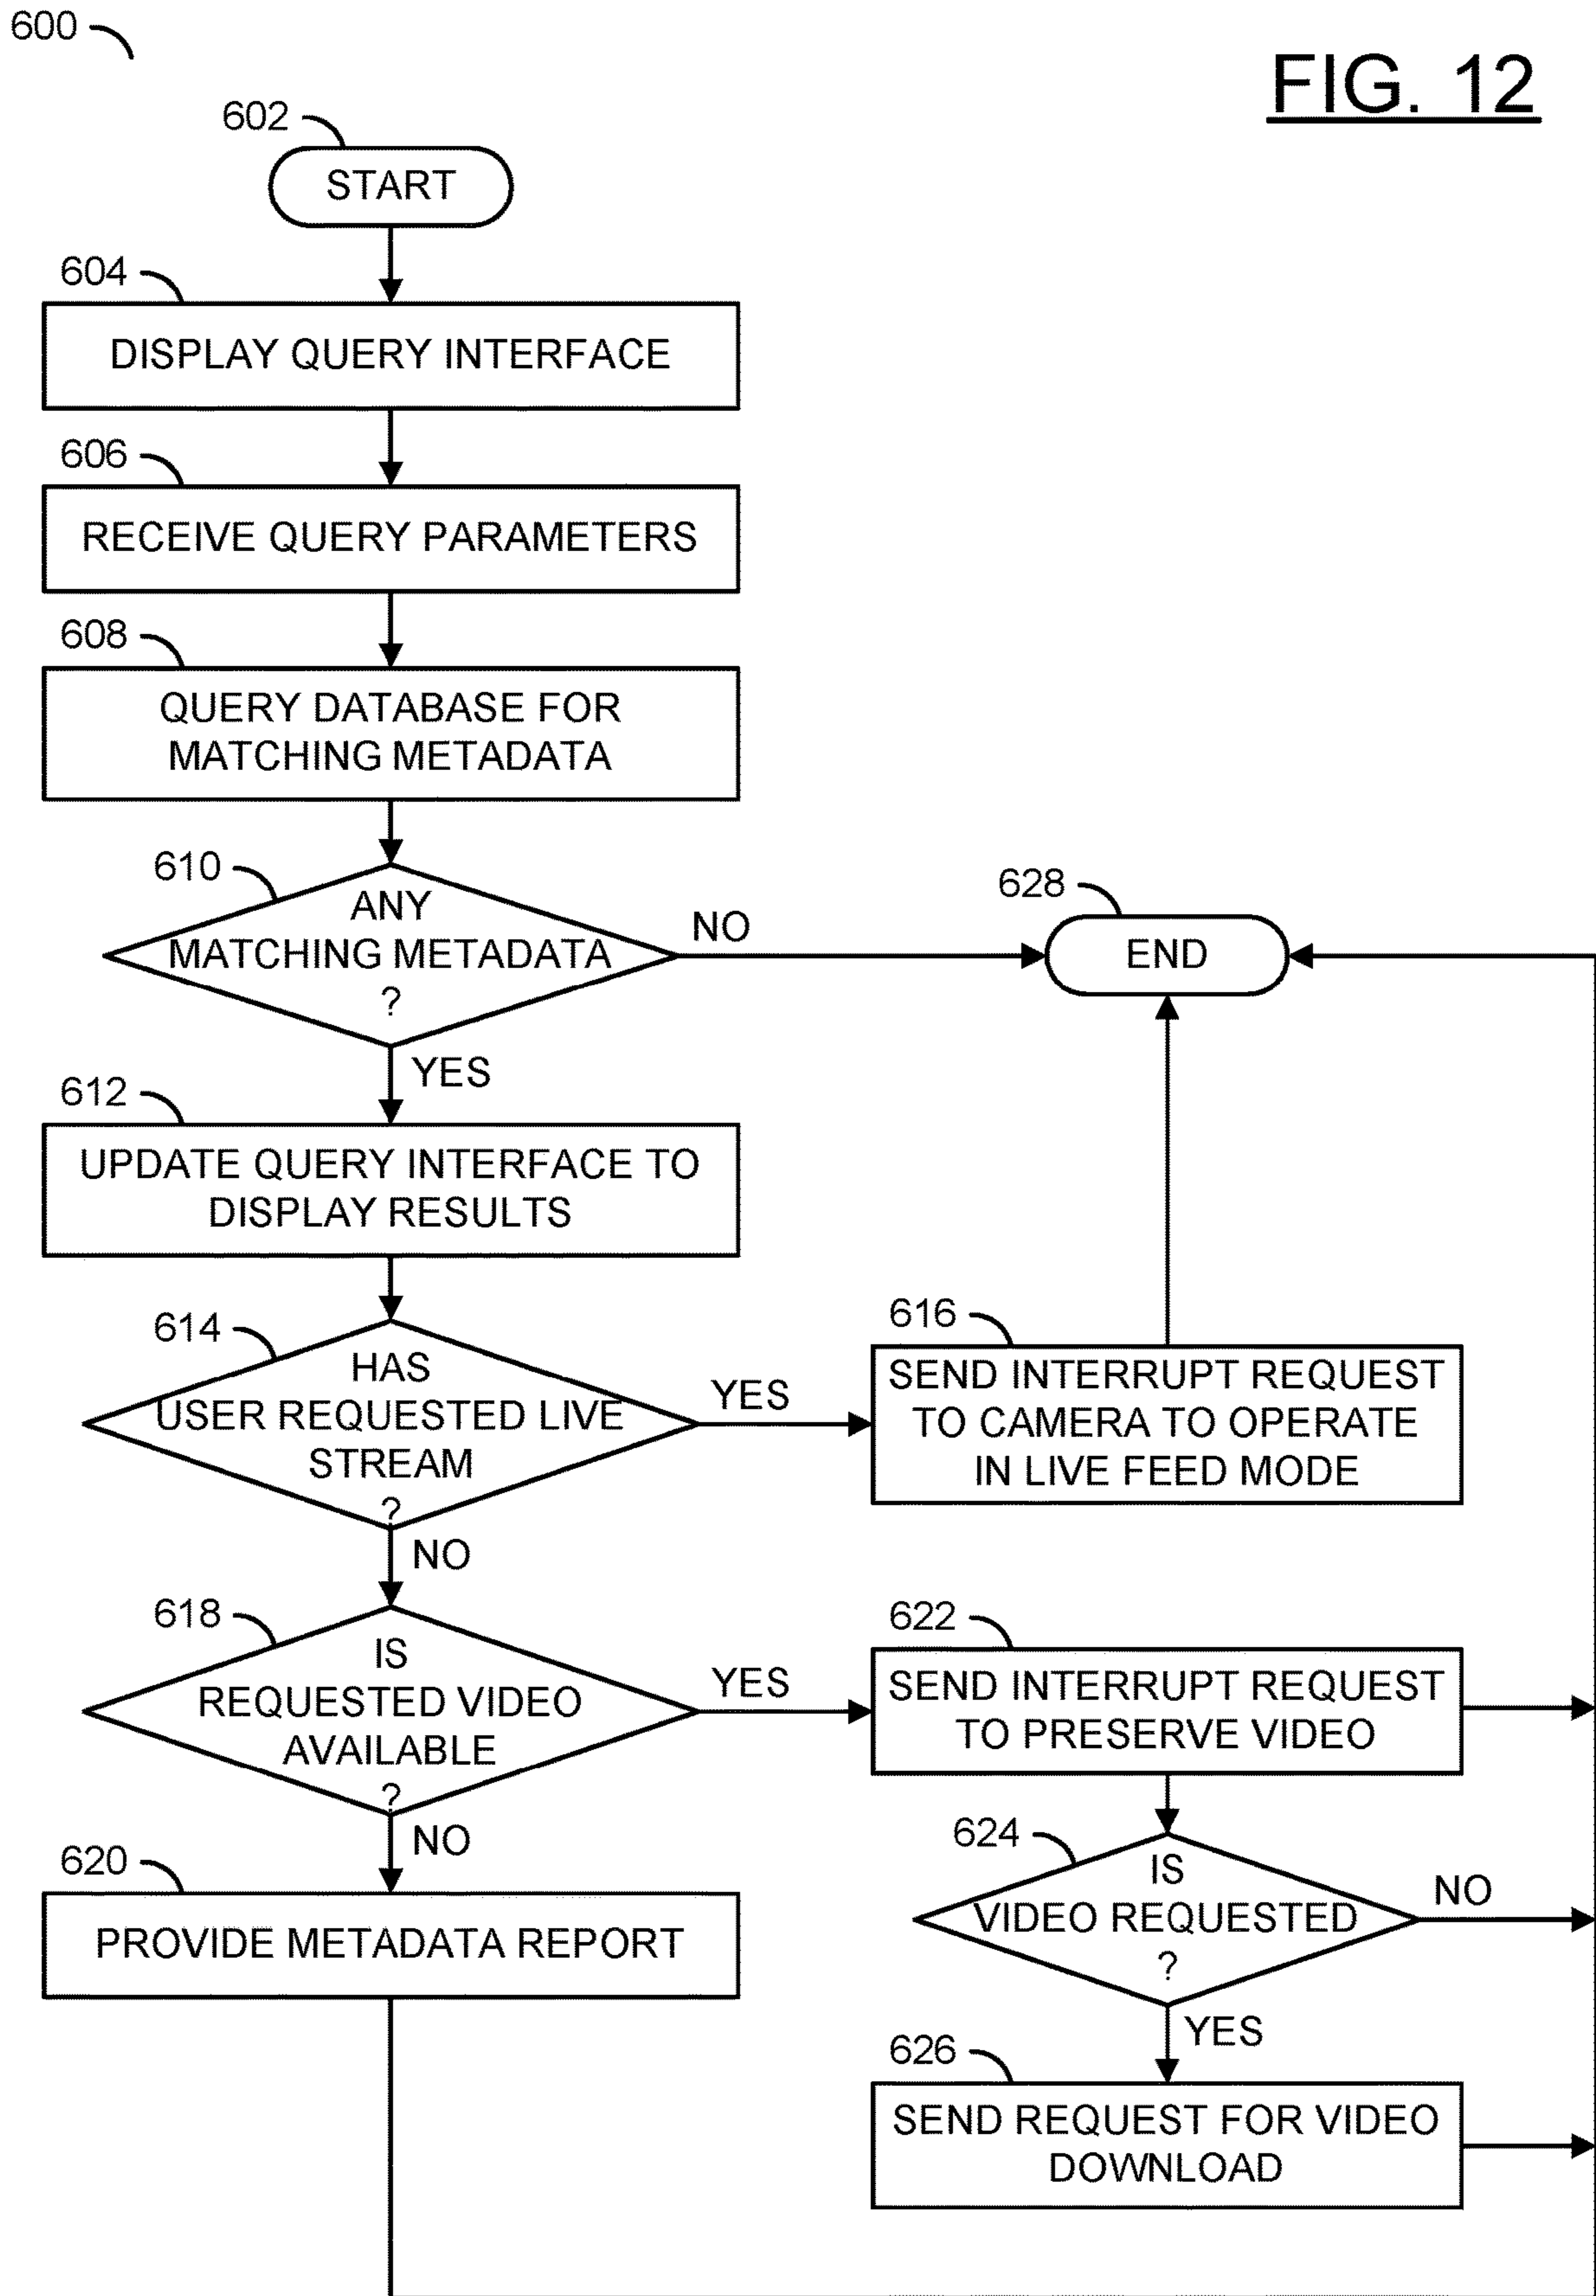 600
FIG. 12
602
START
604
DISPLAY QUERY INTERFACE
606
RECEIVE QUERY PARAMETERS
608
QUERY DATABASE FOR
MATCHING METADATA
610
ANY
MATCHING METADATA
?
NO
628
END
YES
612
UPDATE QUERY INTERFACE TO
DISPLAY RESULTS
614
HAS
USER REQUESTED LIVE
STREAM
?
YES
616
SEND INTERRUPT REQUEST
TO CAMERA TO OPERATE
IN LIVE FEED MODE
NO
618
IS
REQUESTED VIDEO
AVAILABLE
?
YES
622
SEND INTERRUPT REQUEST
TO PRESERVE VIDEO
NO
620
PROVIDE METADATA REPORT
624
IS
VIDEO REQUESTED
?
NO
YES
626
SEND REQUEST FOR VIDEO
DOWNLOAD